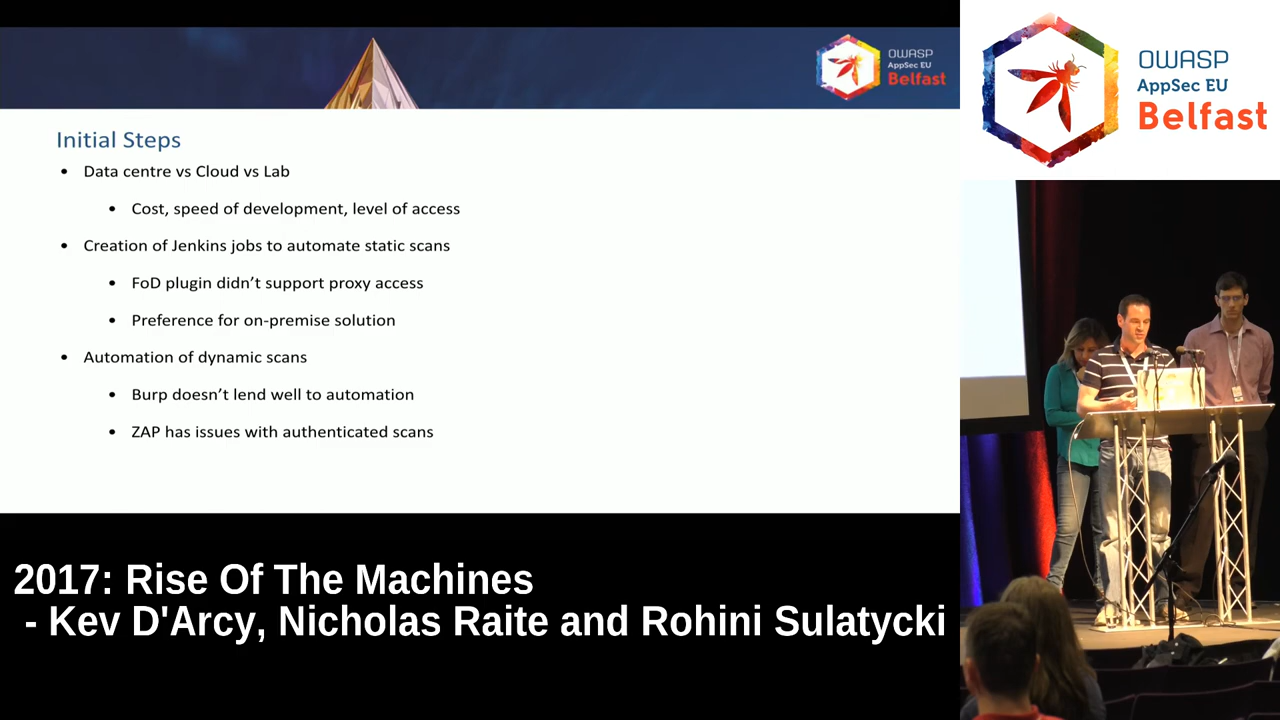 OWASP
AppSec EU
Belfast
Initial Steps
• Data centre vs Cloud vs Lab
• Cost, speed of development, level of access
• Creation of Jenkins jobs to automate static scans
• FoD plugin didn’t support proxy access
• Preference for on-premise solution
• Automation of dynamic scans
• Burp doesn’t lend well to automation
• ZAP has issues with authenticated scans
2017: Rise Of The Machines
- Kev D'Arcy, Nicholas Raite and Rohini Sulatycki
OWASP
AppSec EU
Belfast